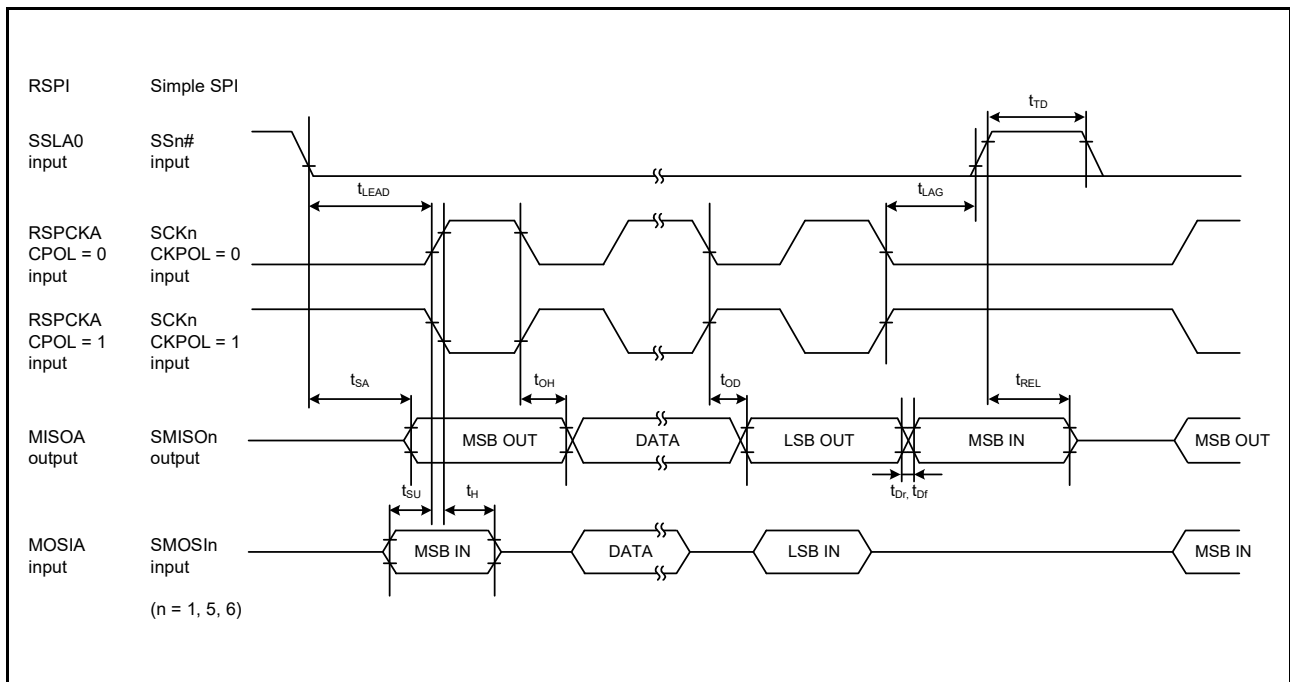 RSPI Simple SPI
t_TD
SSLA0 SSn#
input input
t_LEAD t_LAG
RSPCKA SCKn
CPOL = 0 CKPOL = 0
input input
RSPCKA SCKn
CPOL = 1 CKPOL = 1
input input
t_SA t_OH t_OD t_REL
MISOA SMISOn MSB OUT DATA LSB OUT MSB IN MSB OUT
output output
t_SU t_H t_Dr, t_Df
MOSIA SMOSIn MSB IN DATA LSB IN MSB IN
input input
(n = 1, 5, 6)